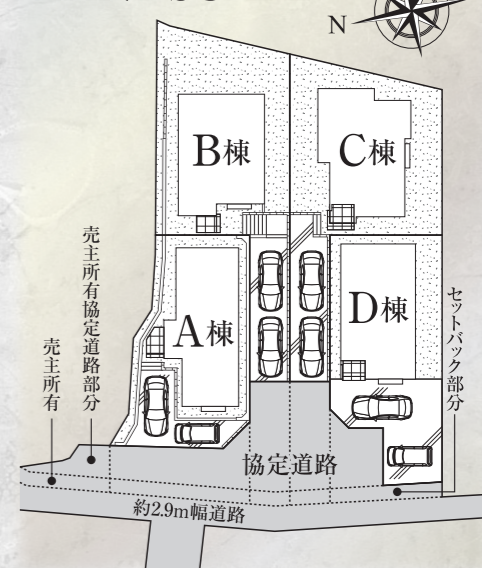 N
B棟
C棟
A棟
D棟
売主所有協定道路部分
売主所有
セットバック部分
協定道路
約2.9m幅道路